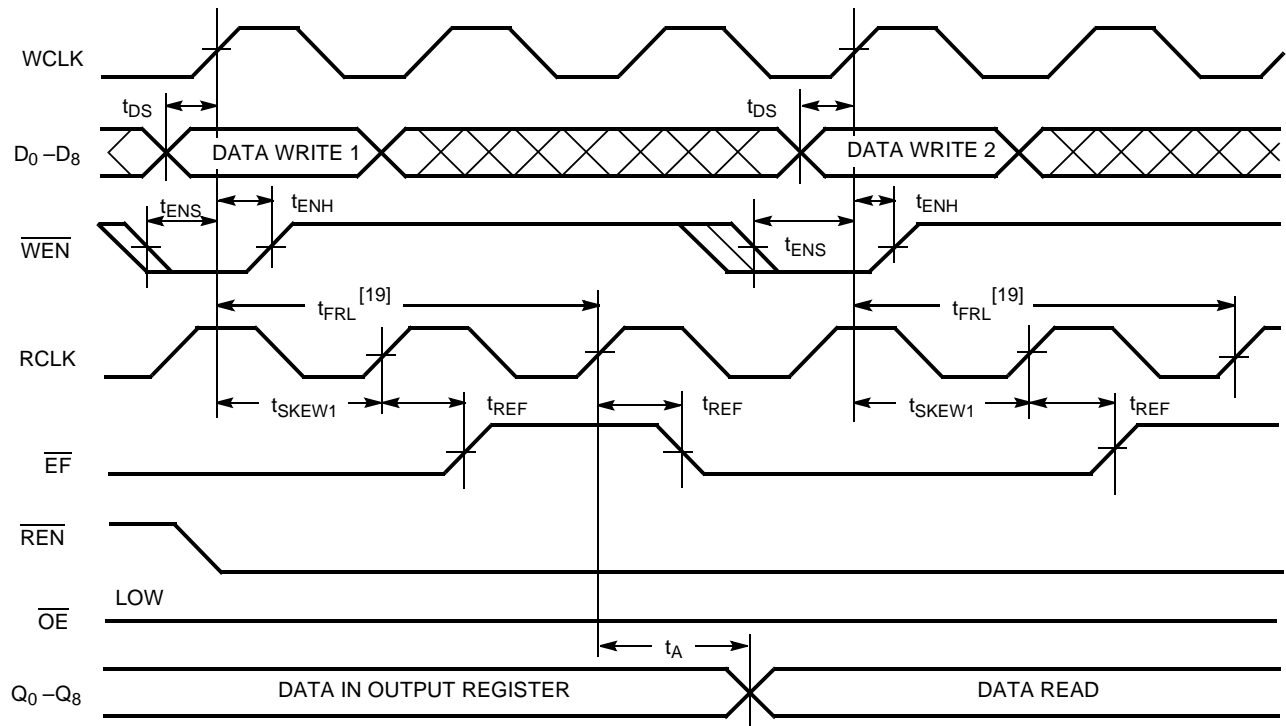 WCLK
tDS
tDS
D0 –D8
DATA WRITE 1
DATA WRITE 2
tENS
tENH
tENH
WEN
tENS
tFRL [19]
tFRL [19]
RCLK
tSKEW1
tREF
tREF
tSKEW1
tREF
EF
REN
LOW
OE
tA
Q0 –Q8
DATA IN OUTPUT REGISTER
DATA READ